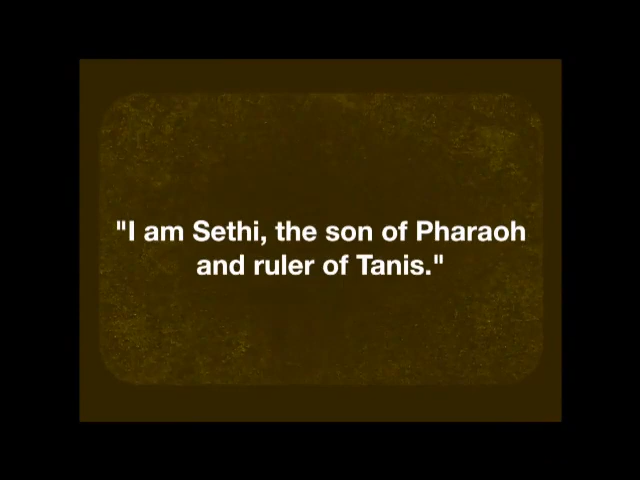 "I am Sethi, the son of Pharaoh
and ruler of Tanis."